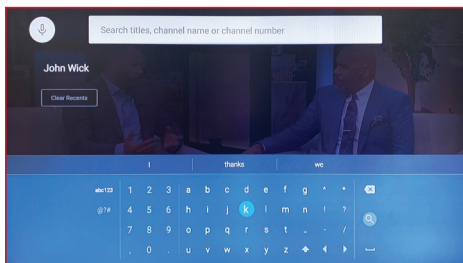 Search titles, channel name or channel number
John Wick
Clear Recents
I thanks we
abc123 1 2 3 a b c d e f g ^ *
@?# 4 5 6 h i j k l m n ! ?
7 8 9 o p q r s t _ - /
. 0 , u v w x y z